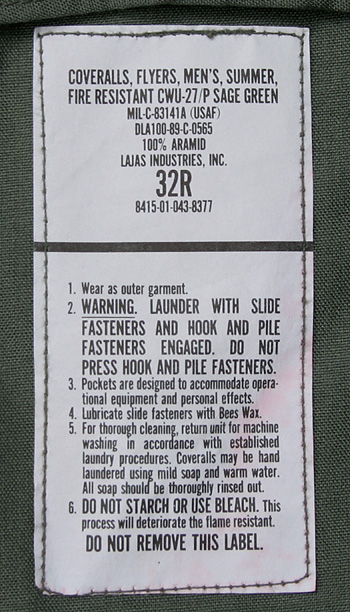 COVERALLS, FLYERS, MEN'S, SUMMER,
FIRE RESISTANT CWU-27/P SAGE GREEN
MIL-C-83141A (USAF)
DLA100-89-C-0565
100% ARAMID
LAJAS INDUSTRIES, INC.
32R
8415-01-043-8377
1. Wear as outer garment.
2. WARNING. LAUNDER WITH SLIDE
FASTENERS AND HOOK AND PILE
FASTENERS ENGAGED. DO NOT
PRESS HOOK AND PILE FASTENERS.
3. Pockets are designed to accommodate opera-
tional equipment and personal effects.
4. Lubricate slide fasteners with Bees Wax.
5. For thorough cleaning, return unit for machine
washing in accordance with established
laundry procedures. Coveralls may be hand
laundered using mild soap and warm water.
All soap should be thoroughly rinsed out.
6. DO NOT STARCH OR USE BLEACH. This
process will deteriorate the flame resistant.
DO NOT REMOVE THIS LABEL.